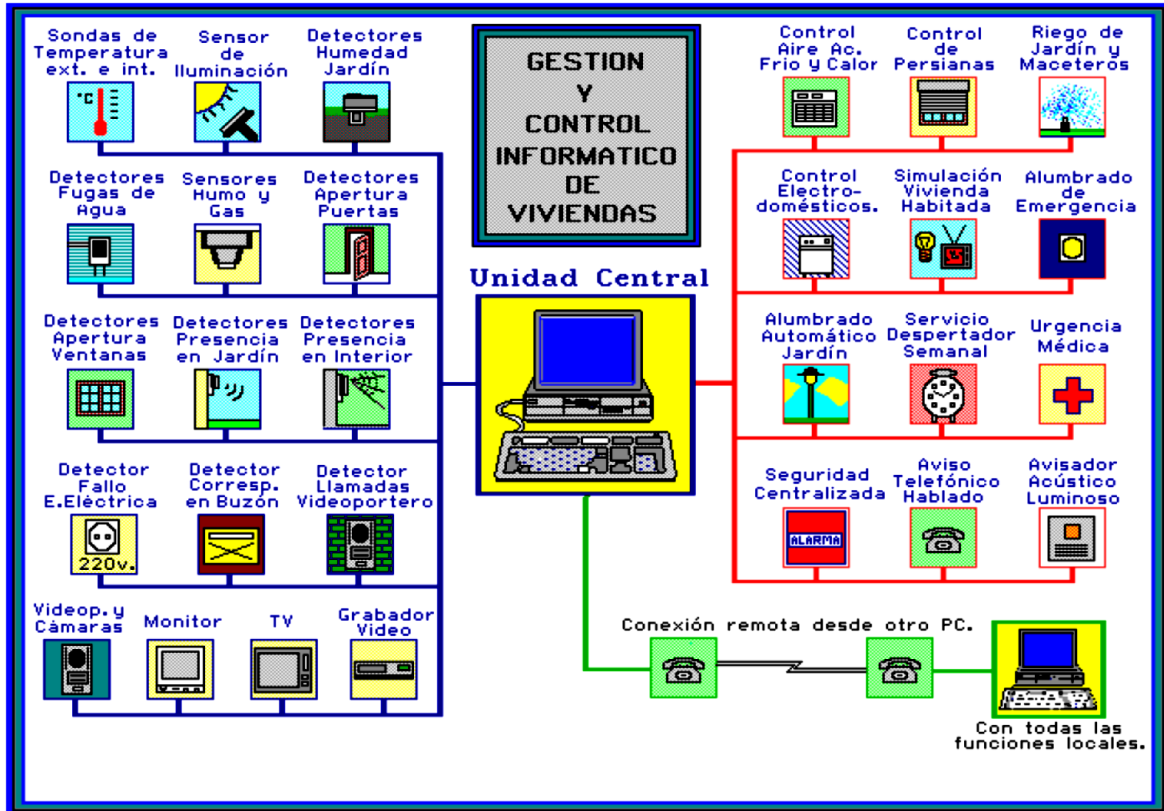 GESTION
Y
CONTROL
INFORMATICO
DE
VIVIENDAS
Sondas de
Temperatura
ext. e int.
Sensor
de
Iluminación
Detectores
Humedad
Jardín
°C
Detectores
Fugas de
Agua
Sensores
Humo y
Gas
Detectores
Apertura
Puertas
Detectores
Apertura
Ventanas
Detectores
Presencia
en Jardín
Detectores
Presencia
en Interior
Detector
Fallo
E.Eléctrica
220v.
Detector
Corresp.
en Buzón
Detector
Llamadas
Videoportero
Videop.y
Cámaras
Monitor
TV
Grabador
Video
Unidad Central
Control
Aire Ac.
Frio y Calor
Control
de
Persianas
Riego de
Jardín y
Maceteros
Control
Electro-
domésticos.
Simulación
Vivienda
Habitada
Alumbrado
de
Emergencia
Alumbrado
Automático
Jardín
Servicio
Despertador
Semanal
Urgencia
Médica
Seguridad
Centralizada
ALARMA
Aviso
Telefónico
Hablado
Avisador
Acústico
Luminoso
Conexión remota desde otro PC.
Con todas las
funciones locales.